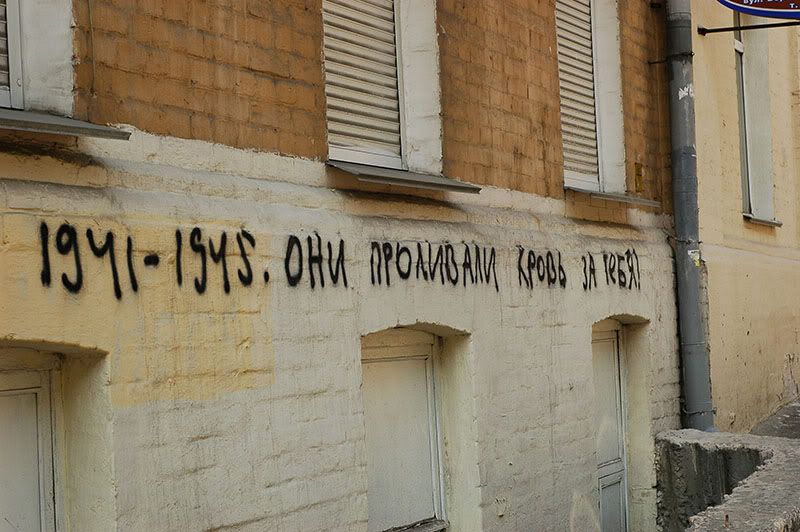 1941-1945. ОНИ ПРОЛИВАЛИ КРОВЬ ЗА ТЕБЯ!